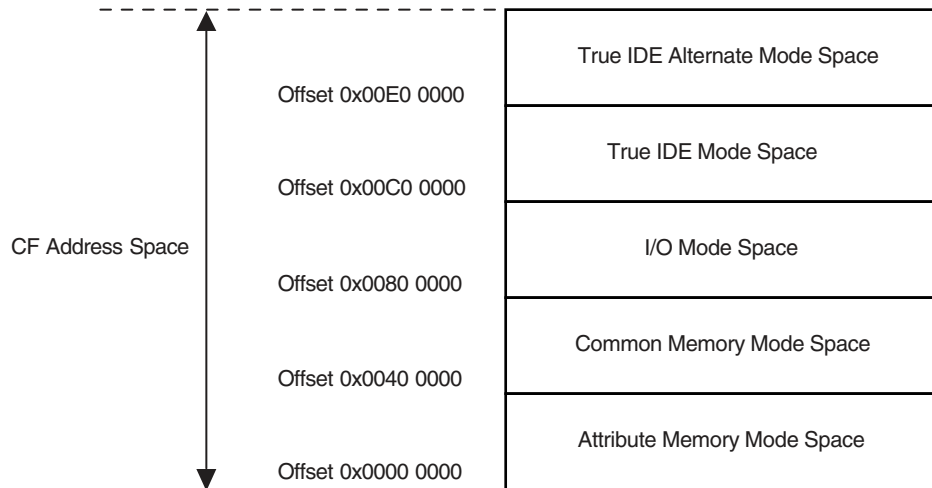 True IDE Alternate Mode Space
Offset 0x00E0 0000
True IDE Mode Space
Offset 0x00C0 0000
CF Address Space
I/O Mode Space
Offset 0x0080 0000
Common Memory Mode Space
Offset 0x0040 0000
Attribute Memory Mode Space
Offset 0x0000 0000